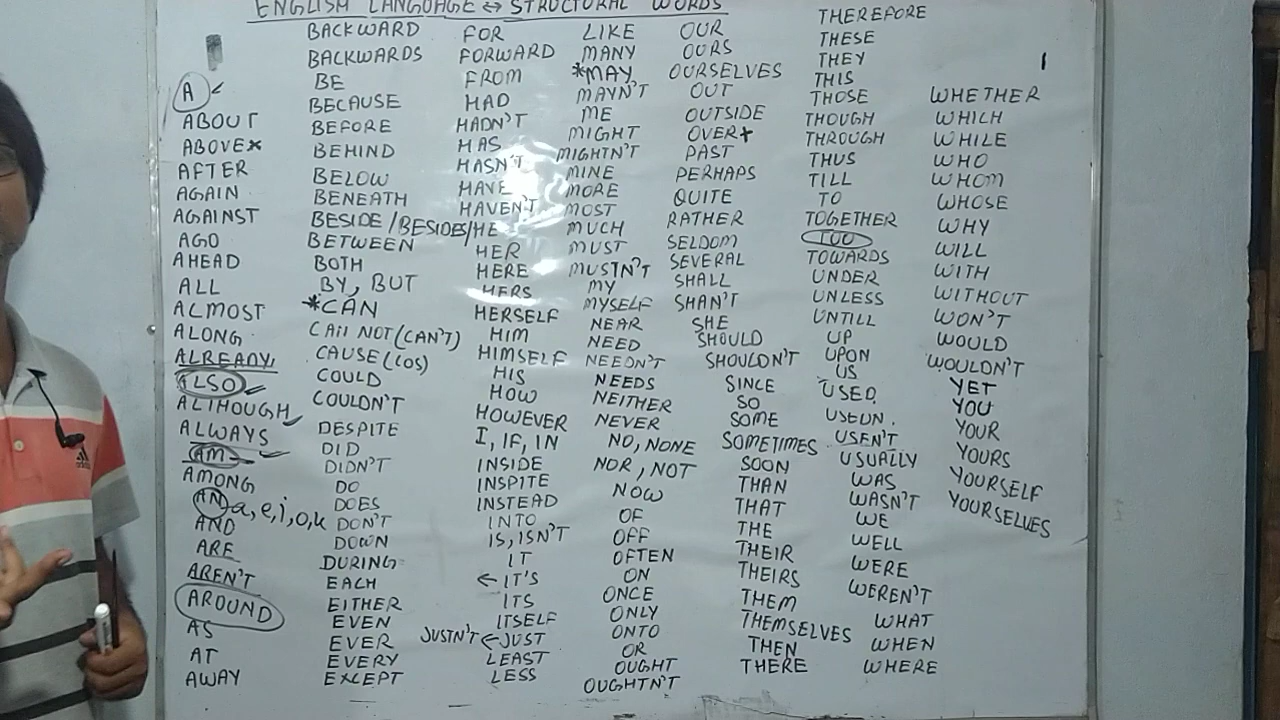 ENGLISH LANGUAGE ↔ STRUCTURAL WORDS
A
ABOUT
ABOVE×
AFTER
AGAIN
AGAINST
AGO
AHEAD
ALL
ALMOST
ALONG
ALREADY
ALSO
ALTHOUGH
ALWAYS
AM
AMONG
AN a, e, i, o, u
AND
ARE
AREN'T
AROUND
AS
AT
AWAY
BACKWARD
BACKWARDS
BE
BECAUSE
BEFORE
BEHIND
BELOW
BENEATH
BESIDE/BESIDES/
BETWEEN
BOTH
BY, BUT
*CAN
CAN NOT (CAN'T)
CAUSE (COS)
COULD
COULDN'T
DESPITE
DID
DIDN'T
DO
DOES
DON'T
DOWN
DURING
EACH
EITHER
EVEN
EVER
EVERY
EXCEPT
FOR
FORWARD
FROM
HAD
HADN'T
HAS
HASN'T
HAVE
HAVEN'T
HE
HER
HERE
HERS
HERSELF
HIM
HIMSELF
HIS
HOW
HOWEVER
I, IF, IN
INSIDE
INSPITE
INSTEAD
INTO
IS, ISN'T
IT
← IT'S
ITS
ITSELF
JUSTN'T ← JUST
LEAST
LESS
LIKE
MANY
*MAY
MAYN'T
ME
MIGHT
MIGHTN'T
MINE
MORE
MOST
MUCH
MUST
MUSTN'T
MY
MYSELF
NEAR
NEED
NEEDN'T
NEEDS
NEITHER
NEVER
NO, NONE
NOR, NOT
NOW
OF
OFF
OFTEN
ON
ONCE
ONLY
ONTO
OR
OUGHT
OUGHTN'T
OUR
OURS
OURSELVES
OUT
OUTSIDE
OVER×
PAST
PERHAPS
QUITE
RATHER
SELDOM
SEVERAL
SHALL
SHAN'T
SHE
SHOULD
SHOULDN'T
SINCE
SO
SOME
SOMETIMES
SOON
THAN
THAT
THE
THEIR
THEIRS
THEM
THEMSELVES
THEN
THERE
THEREFORE
THESE
THEY
THIS
THOSE
THOUGH
THROUGH
THUS
TILL
TO
TOGETHER
TOO
TOWARDS
UNDER
UNLESS
UNTILL
UP
UPON
US
USED
USEN'T
USUALLY
WAS
WASN'T
WE
WELL
WERE
WEREN'T
WHAT
WHEN
WHERE
WHETHER
WHICH
WHILE
WHO
WHOM
WHOSE
WHY
WILL
WITH
WITHOUT
WON'T
WOULD
WOULDN'T
YET
YOU
YOUR
YOURS
YOURSELF
YOURSELVES
adidas